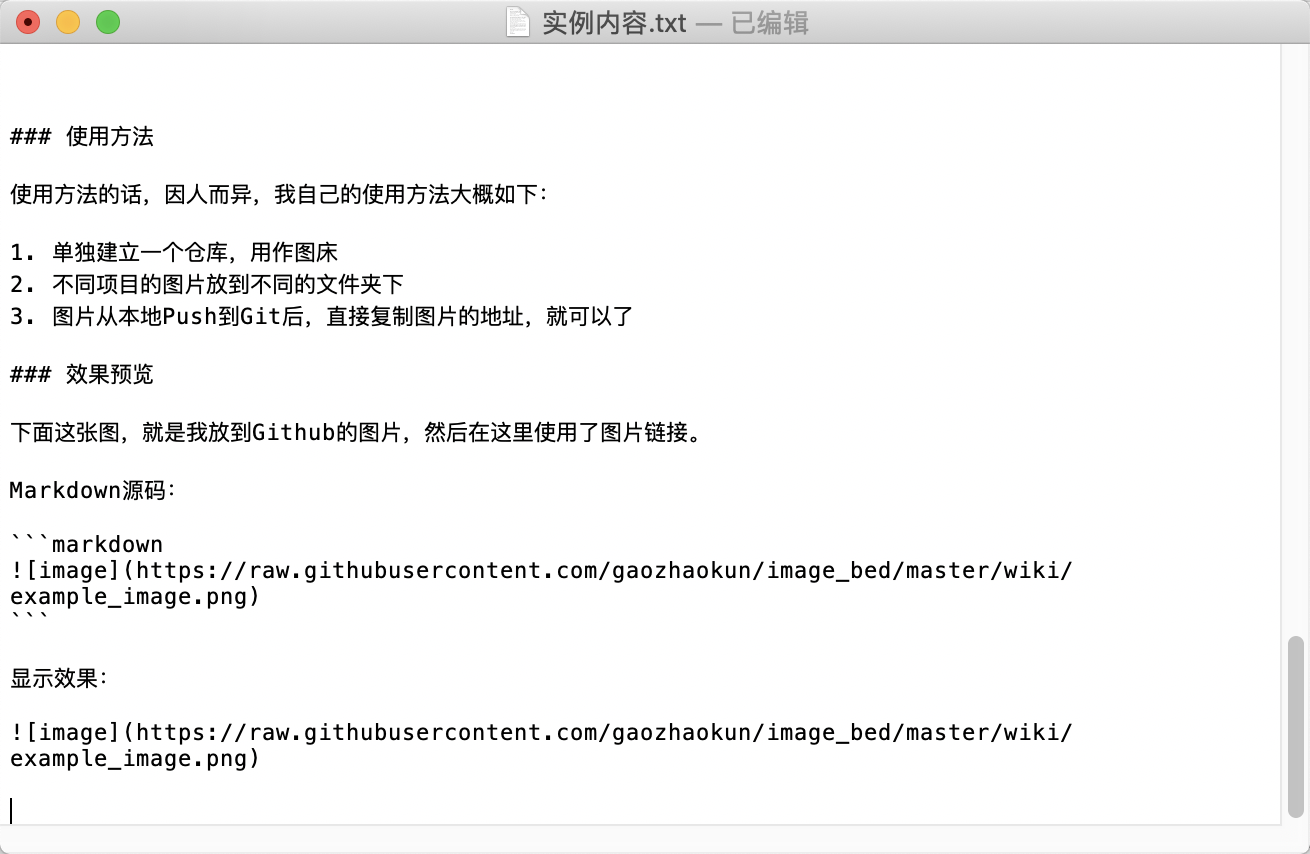 实例内容.txt — 已编辑
### 使用方法
使用方法的话，因人而异，我自己的使用方法大概如下：
1. 单独建立一个仓库，用作图床
2. 不同项目的图片放到不同的文件夹下
3. 图片从本地Push到Git后，直接复制图片的地址，就可以了
### 效果预览
下面这张图，就是我放到Github的图片，然后在这里使用了图片链接。
Markdown源码：
```markdown
![image](https://raw.githubusercontent.com/gaozhaokun/image_bed/master/wiki/
example_image.png)
```
显示效果：
![image](https://raw.githubusercontent.com/gaozhaokun/image_bed/master/wiki/
example_image.png)